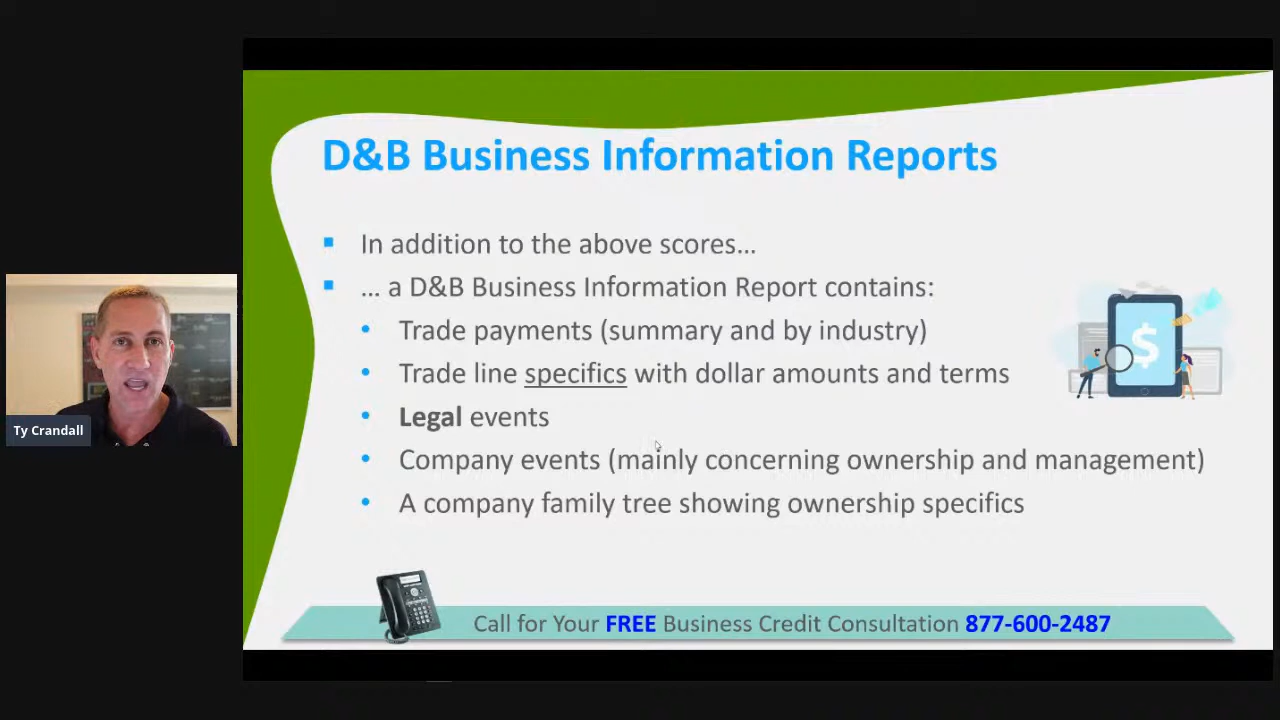 D&B Business Information Reports
In addition to the above scores…
… a D&B Business Information Report contains:
Trade payments (summary and by industry)
Trade line specifics with dollar amounts and terms
Legal events
Company events (mainly concerning ownership and management)
A company family tree showing ownership specifics
Ty Crandall
Call for Your FREE Business Credit Consultation 877-600-2487